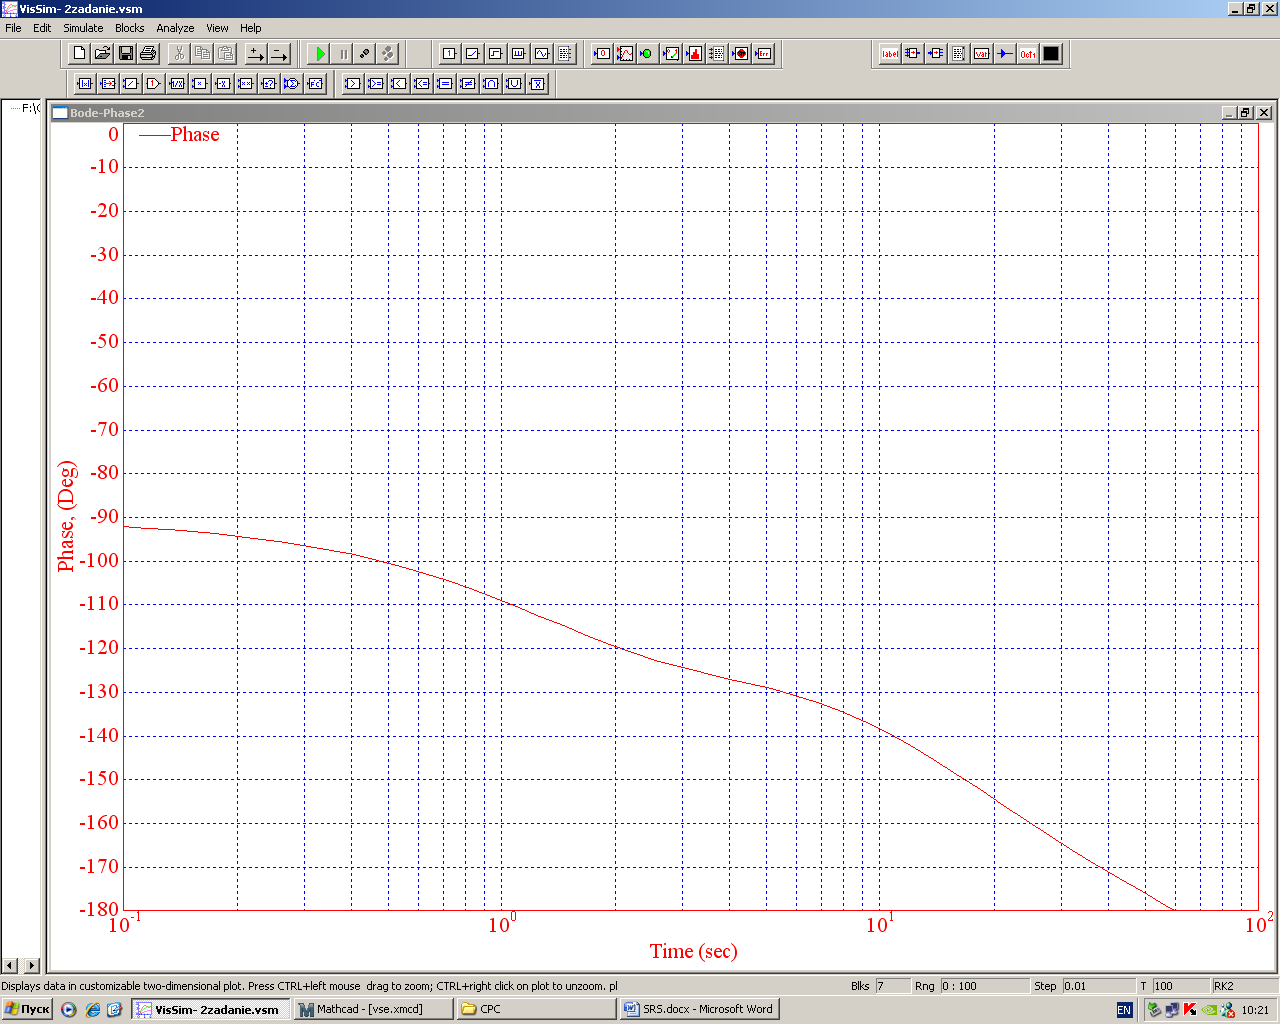 VisSim- 2zadanie.vsm
File Edit Simulate Blocks Analyze View Help
label var
Err
F:\
Bode-Phase2
Phase
0
-10
-20
-30
-40
-50
-60
-70
-80
-90
-100
-110
-120
-130
-140
-150
-160
-170
-180
Phase, (Deg)
10-1 100 101 102
Time (sec)
Displays data in customizable two-dimensional plot. Press CTRL+left mouse drag to zoom; CTRL+right click on plot to unzoom. pl
Blks 7 Rng 0 : 100 Step 0.01 T 100 RK2
Пуск VisSim- 2zadanie.vsm Mathcad - [vse.xmcd] СРС SRS.docx - Microsoft Word EN 10:21